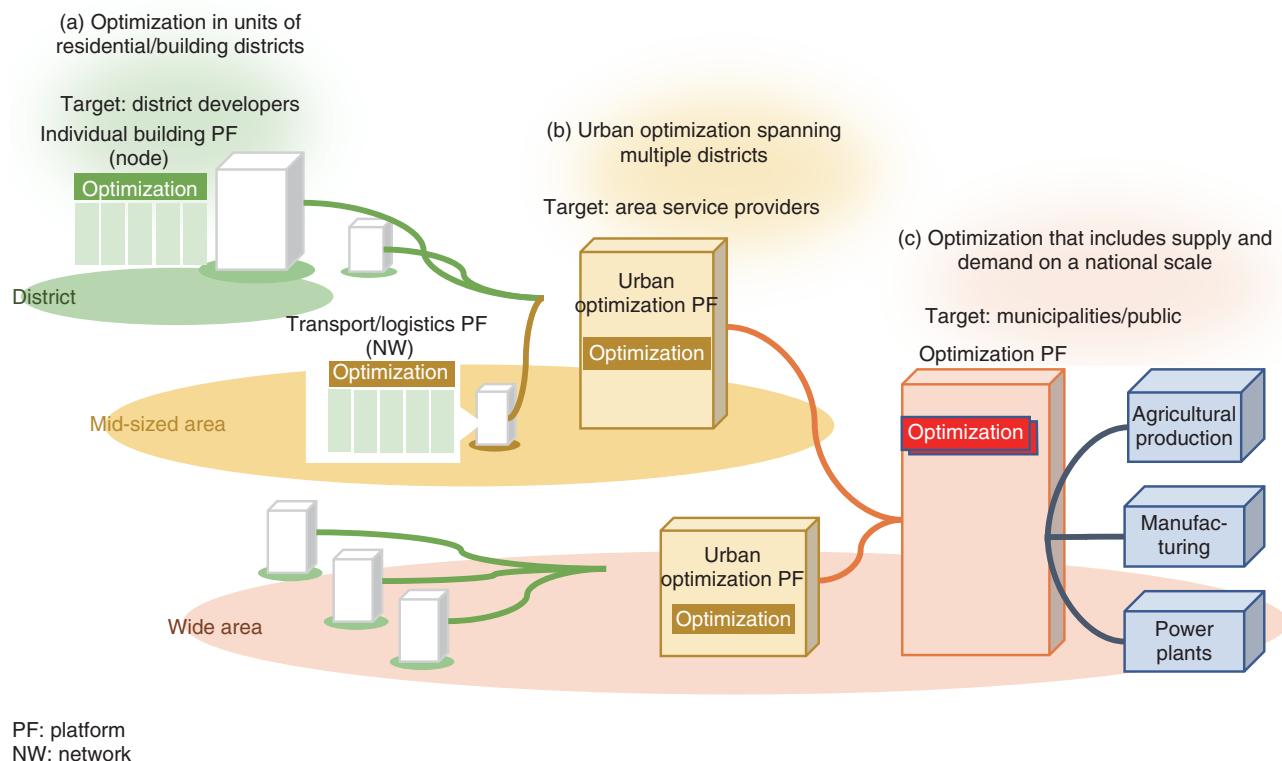 (a) Optimization in units of
residential/building districts
Target: district developers
Individual building PF
(node)
Optimization
District
(b) Urban optimization spanning
multiple districts
Target: area service providers
Urban
optimization PF
Optimization
Transport/logistics PF
(NW)
Optimization
Mid-sized area
(c) Optimization that includes supply and
demand on a national scale
Target: municipalities/public
Optimization PF
Optimization
Agricultural
production
Manufac-
turing
Power
plants
Urban
optimization PF
Optimization
Wide area
PF: platform
NW: network